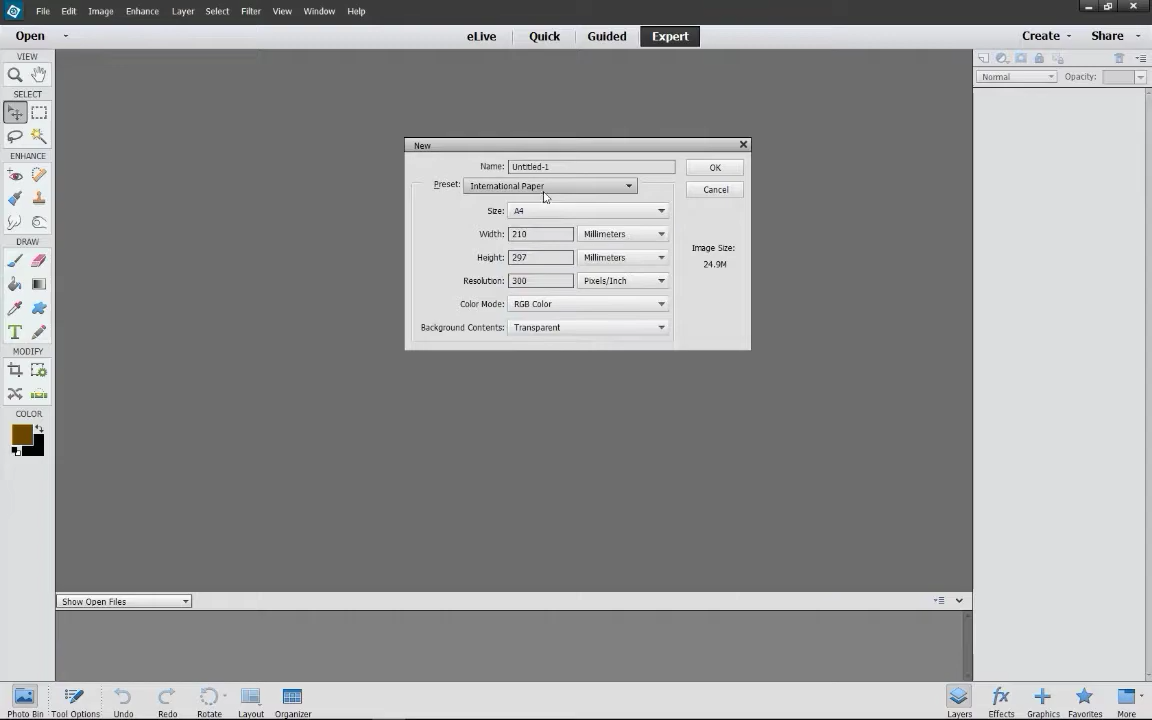 File Edit Image Enhance Layer Select Filter View Window Help
Open eLive Quick Guided Expert Create Share
VIEW
Normal Opacity:
SELECT
ENHANCE
DRAW
T
MODIFY
COLOR
New
Name: Untitled-1 OK
Preset: International Paper Cancel
Size: A4
Width: 210 Millimeters
Height: 297 Millimeters
Resolution: 300 Pixels/Inch
Color Mode: RGB Color
Background Contents: Transparent
Image Size:
24.9M
Show Open Files
fx
Photo Bin Tool Options Undo Redo Rotate Layout Organizer Layers Effects Graphics Favorites More